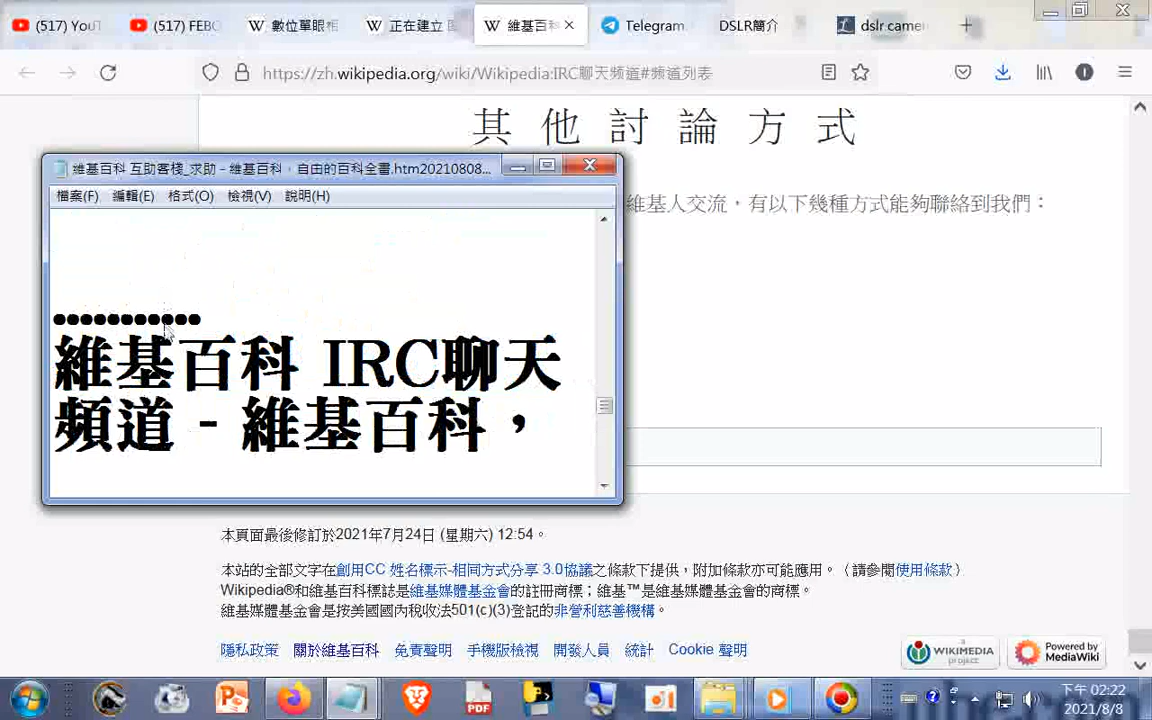 (517) YouT
(517) FEBO
數位單眼相
正在建立
維基百科
Telegram
DSLR簡介
dslr camer
https://zh.wikipedia.org/wiki/Wikipedia:IRC聊天頻道#頻道列表
其他討論方式
維基百科 互助客棧_求助 - 維基百科，自由的百科全書.htm20210808...
檔案(F) 編輯(E) 格式(O) 檢視(V) 說明(H)
維基人交流，有以下幾種方式能夠聯絡到我們：
●●●●●●●●●●●
維基百科 IRC聊天
頻道 - 維基百科，
本頁面最後修訂於2021年7月24日 (星期六) 12:54。
本站的全部文字在創用CC 姓名標示-相同方式分享 3.0協議之條款下提供，附加條款亦可能應用。（請參閱使用條款）
Wikipedia®和維基百科標誌是維基媒體基金會的註冊商標；維基™是維基媒體基金會的商標。
維基媒體基金會是按美國國內稅收法501(c)(3)登記的非營利慈善機構。
隱私政策 關於維基百科 免責聲明 手機版檢視 開發人員 統計 Cookie 聲明
A
WIKIMEDIA
project
Powered by
MediaWiki
PDF
下午 02:22
2021/8/8